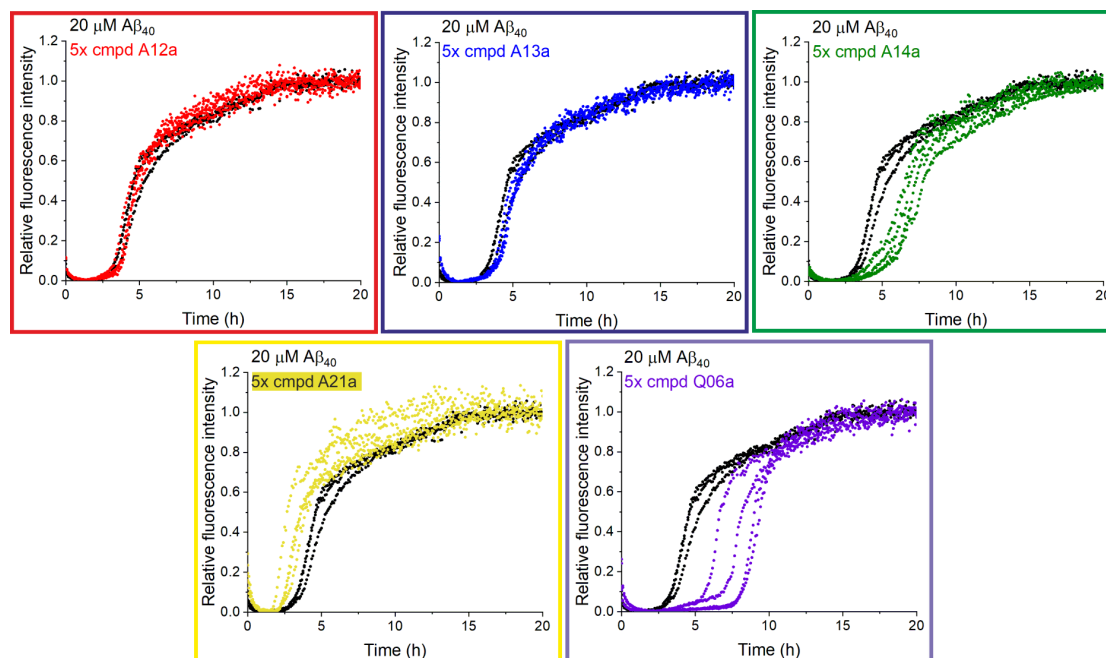 20 μM Aβ40
5x cmpd A12a
Relative fluorescence intensity
1.2
1.0
0.8
0.6
0.4
0.2
0.0
0 5 10 15 20
Time (h)
20 μM Aβ40
5x cmpd A13a
Relative fluorescence intensity
1.2
1.0
0.8
0.6
0.4
0.2
0.0
0 5 10 15 20
Time (h)
20 μM Aβ40
5x cmpd A14a
Relative fluorescence intensity
1.2
1.0
0.8
0.6
0.4
0.2
0.0
0 5 10 15 20
Time (h)
20 μM Aβ40
5x cmpd A21a
Relative fluorescence intensity
1.2
1.0
0.8
0.6
0.4
0.2
0.0
0 5 10 15 20
Time (h)
20 μM Aβ40
5x cmpd Q06a
Relative fluorescence intensity
1.2
1.0
0.8
0.6
0.4
0.2
0.0
0 5 10 15 20
Time (h)